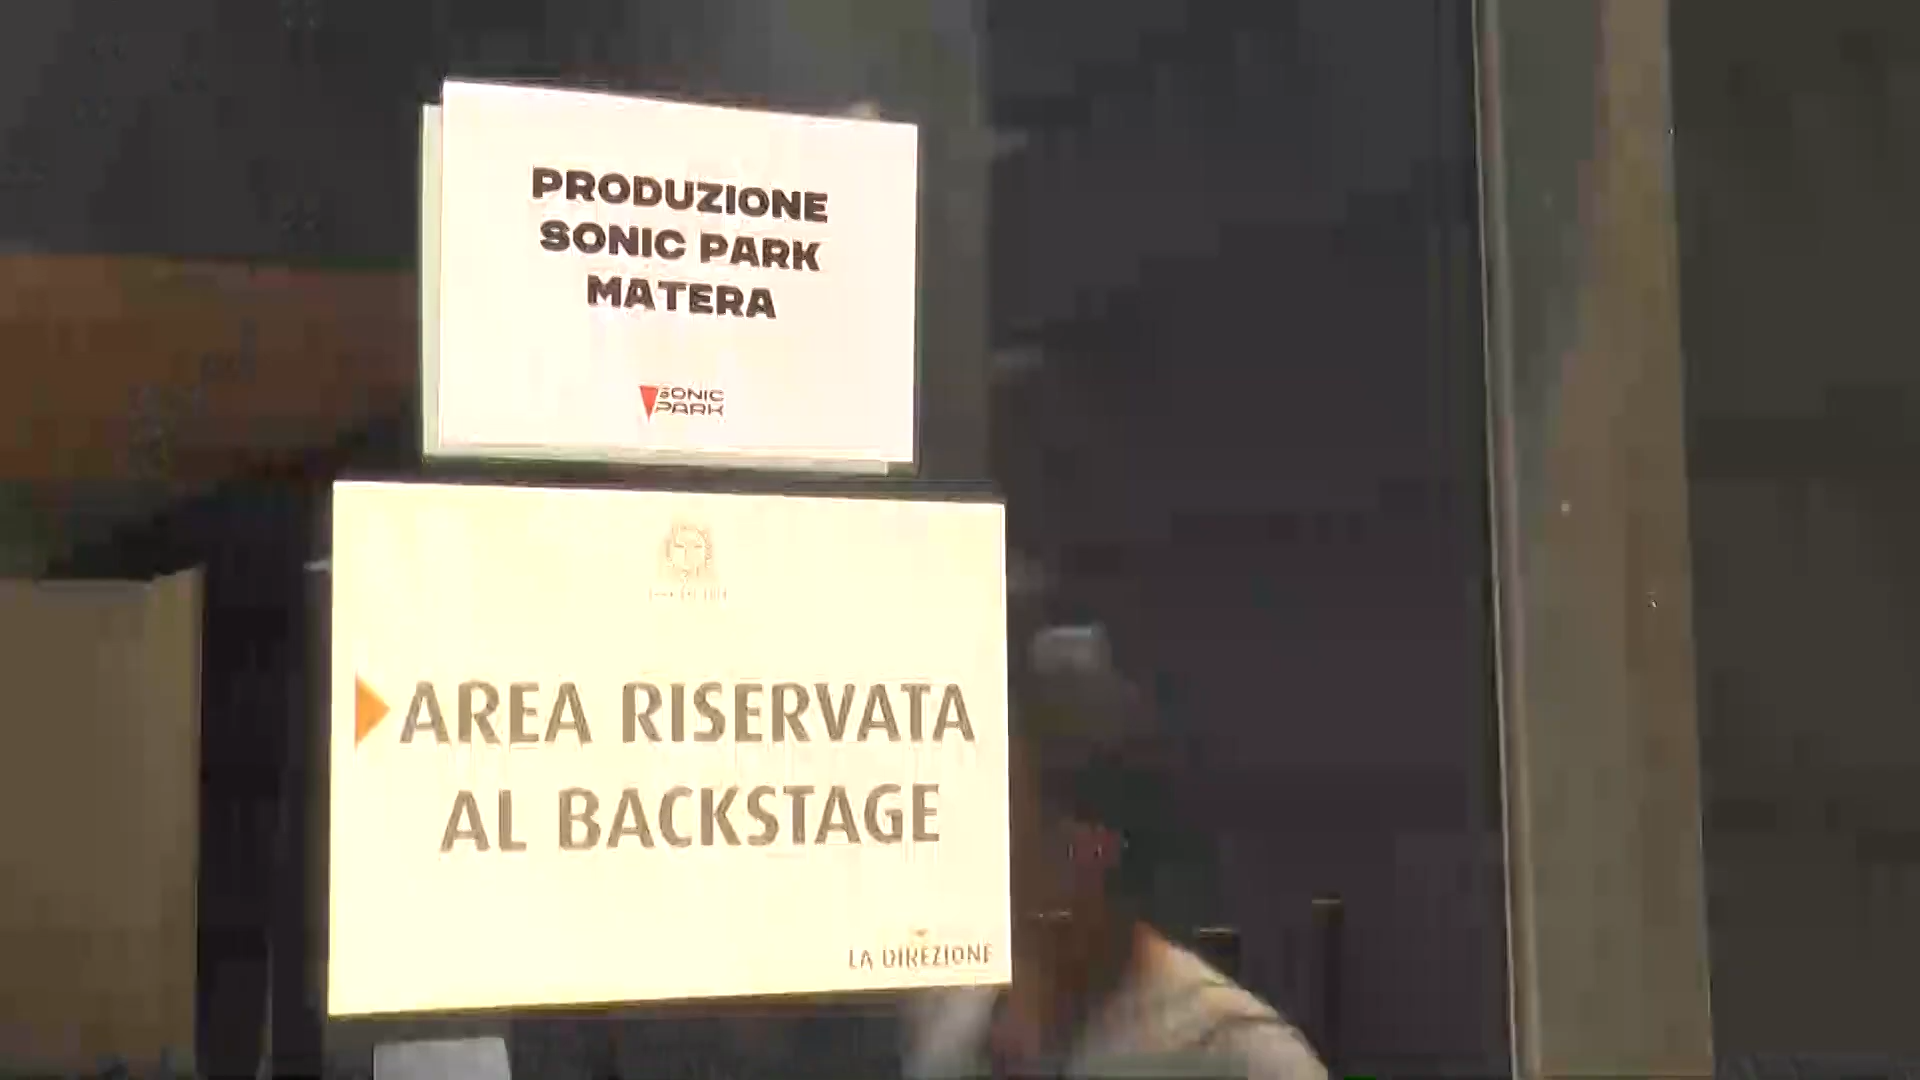 PRODUZIONE
SONIC PARK
MATERA
SONIC
PARK
AREA RISERVATA
AL BACKSTAGE
LA DIREZIONE